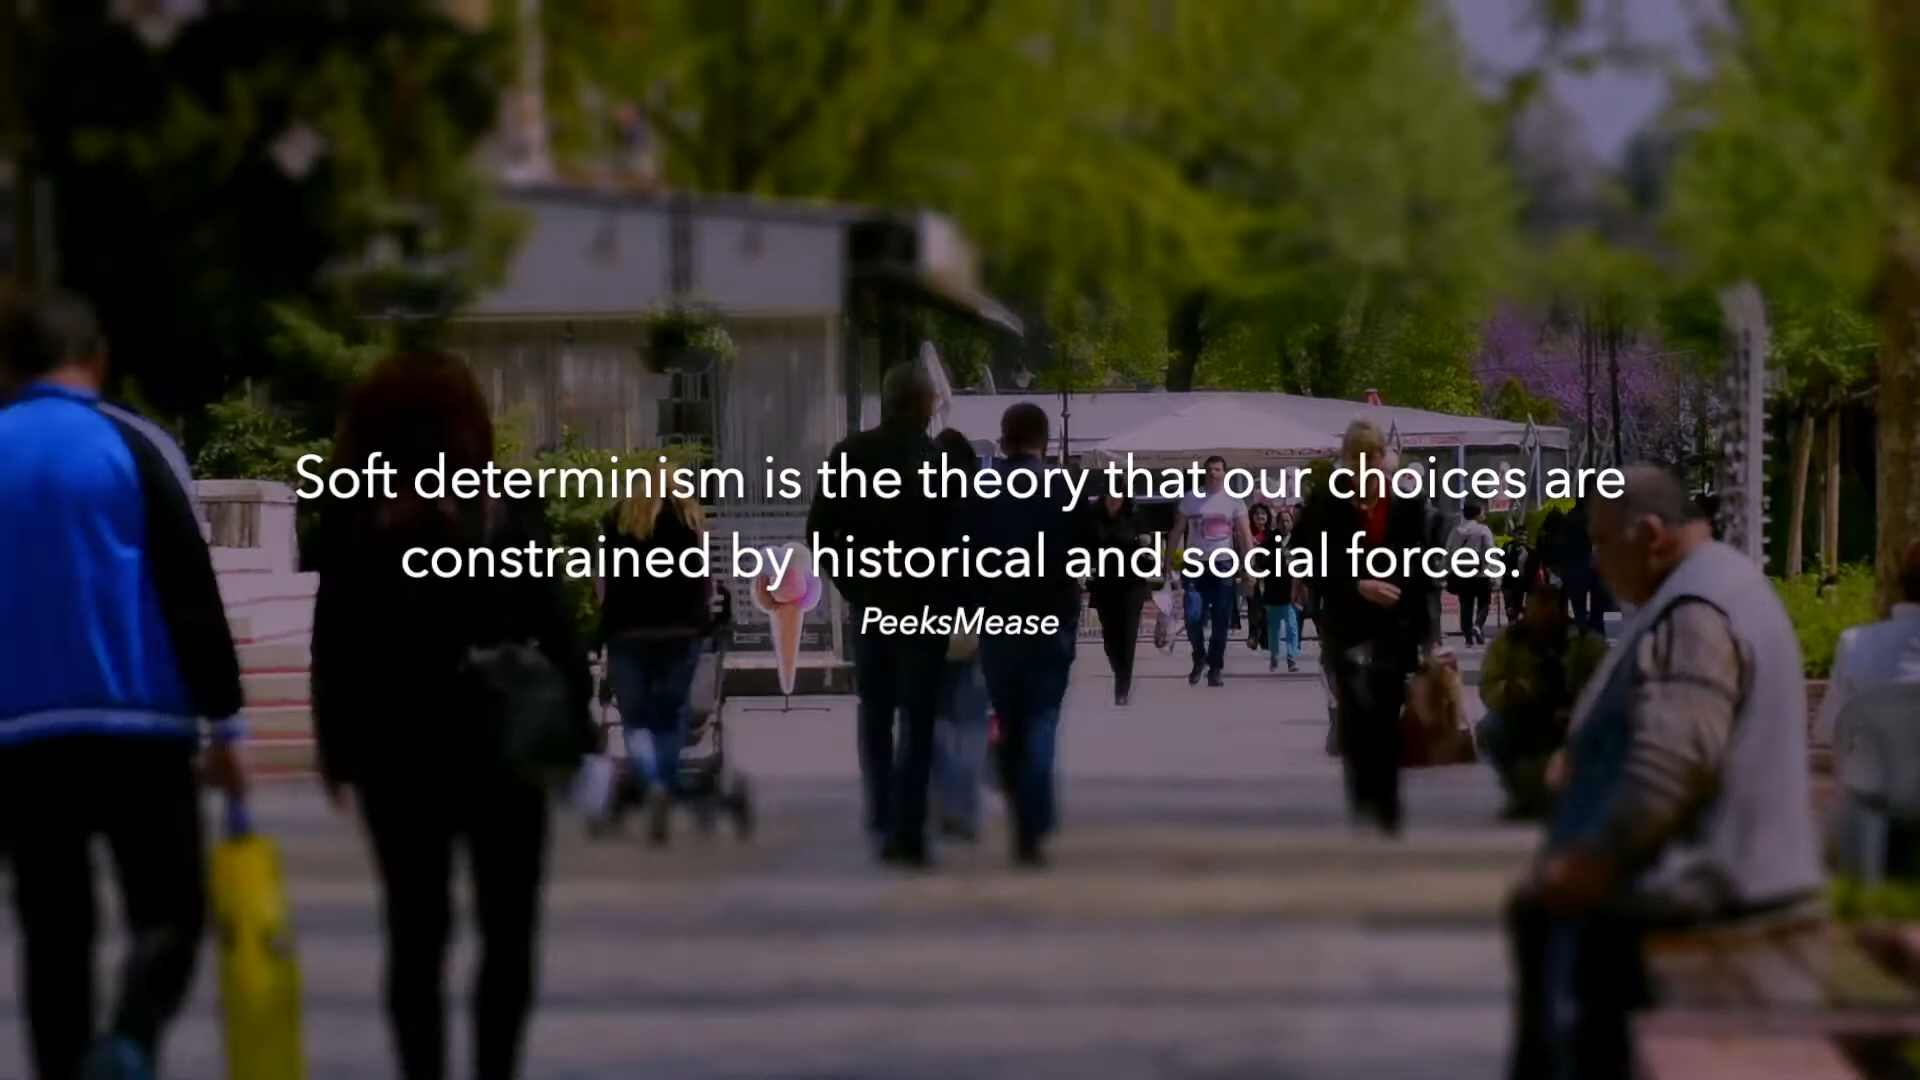 Soft determinism is the theory that our choices are
constrained by historical and social forces.
PeeksMease